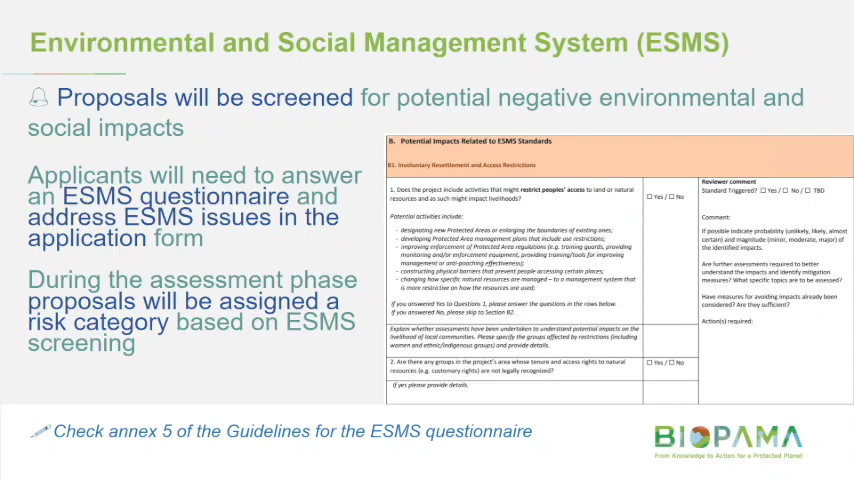 Environmental and Social Management System (ESMS)
Proposals will be screened for potential negative environmental and
social impacts
Applicants will need to answer
an ESMS questionnaire and
address ESMS issues in the
application form
During the assessment phase
proposals will be assigned a
risk category based on ESMS
screening
B. Potential Impacts Related to ESMS Standards
B1. Involuntary Resettlement and Access Restrictions
1. Does the project include activities that might restrict peoples' access to land or natural
resources and as such might impact livelihoods?
Potential activities include:
- designating new Protected Areas or enlarging the boundaries of existing ones;
- developing Protected Area management plans that include use restrictions;
- improving enforcement of Protected Area regulations (e.g. training guards, providing
monitoring and/or enforcement equipment, providing training/tools for improving
management or anti-poaching effectiveness);
- constructing physical barriers that prevent people accessing certain places;
- changing how specific natural resources are managed – to a management system that
is more restrictive on how the resources are used;
If you answered Yes to Questions 1, please answer the questions in the rows below.
If you answered No, please skip to Section B2.
☐ Yes / ☐ No
Explain whether assessments have been undertaken to understand potential impacts on the
livelihood of local communities. Please specify the groups affected by restrictions (including
women and ethnic/indigenous groups) and provide details.
2. Are there any groups in the project's area whose tenure and access rights to natural
resources (e.g. customary rights) are not legally recognized?
☐ Yes / ☐ No
If yes please provide details.
Reviewer comment
Standard Triggered? ☐ Yes / ☐ No / ☐ TBD
Comment:
If possible indicate probability (unlikely, likely, almost
certain) and magnitude (minor, moderate, major) of
the identified impacts.
Are further assessments required to better
understand the impacts and identify mitigation
measures? What specific topics are to be assessed?
Have measures for avoiding impacts already been
considered? Are they sufficient?
Action(s) required:
Check annex 5 of the Guidelines for the ESMS questionnaire
BIOPAMA
From Knowledge to Action for a Protected Planet